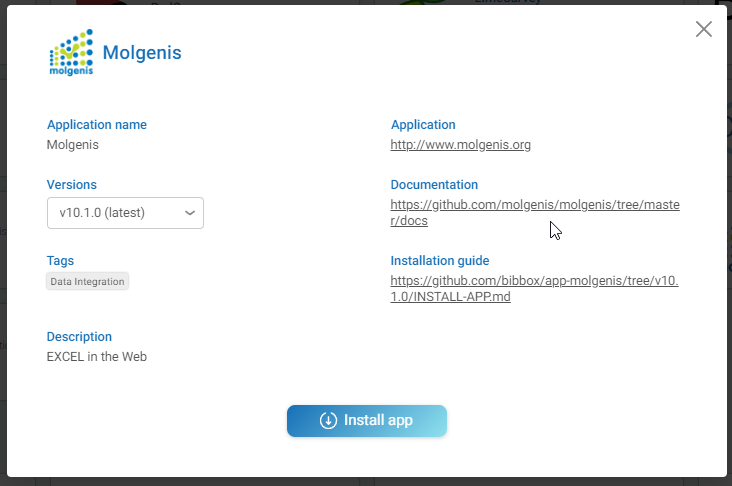 molgenis
Molgenis
Application name
Molgenis
Application
http://www.molgenis.org
Versions
v10.1.0 (latest)
Documentation
https://github.com/molgenis/molgenis/tree/maste
r/docs
Tags
Data Integration
Installation guide
https://github.com/bibbox/app-molgenis/tree/v10.
1.0/INSTALL-APP.md
Description
EXCEL in the Web
Install app